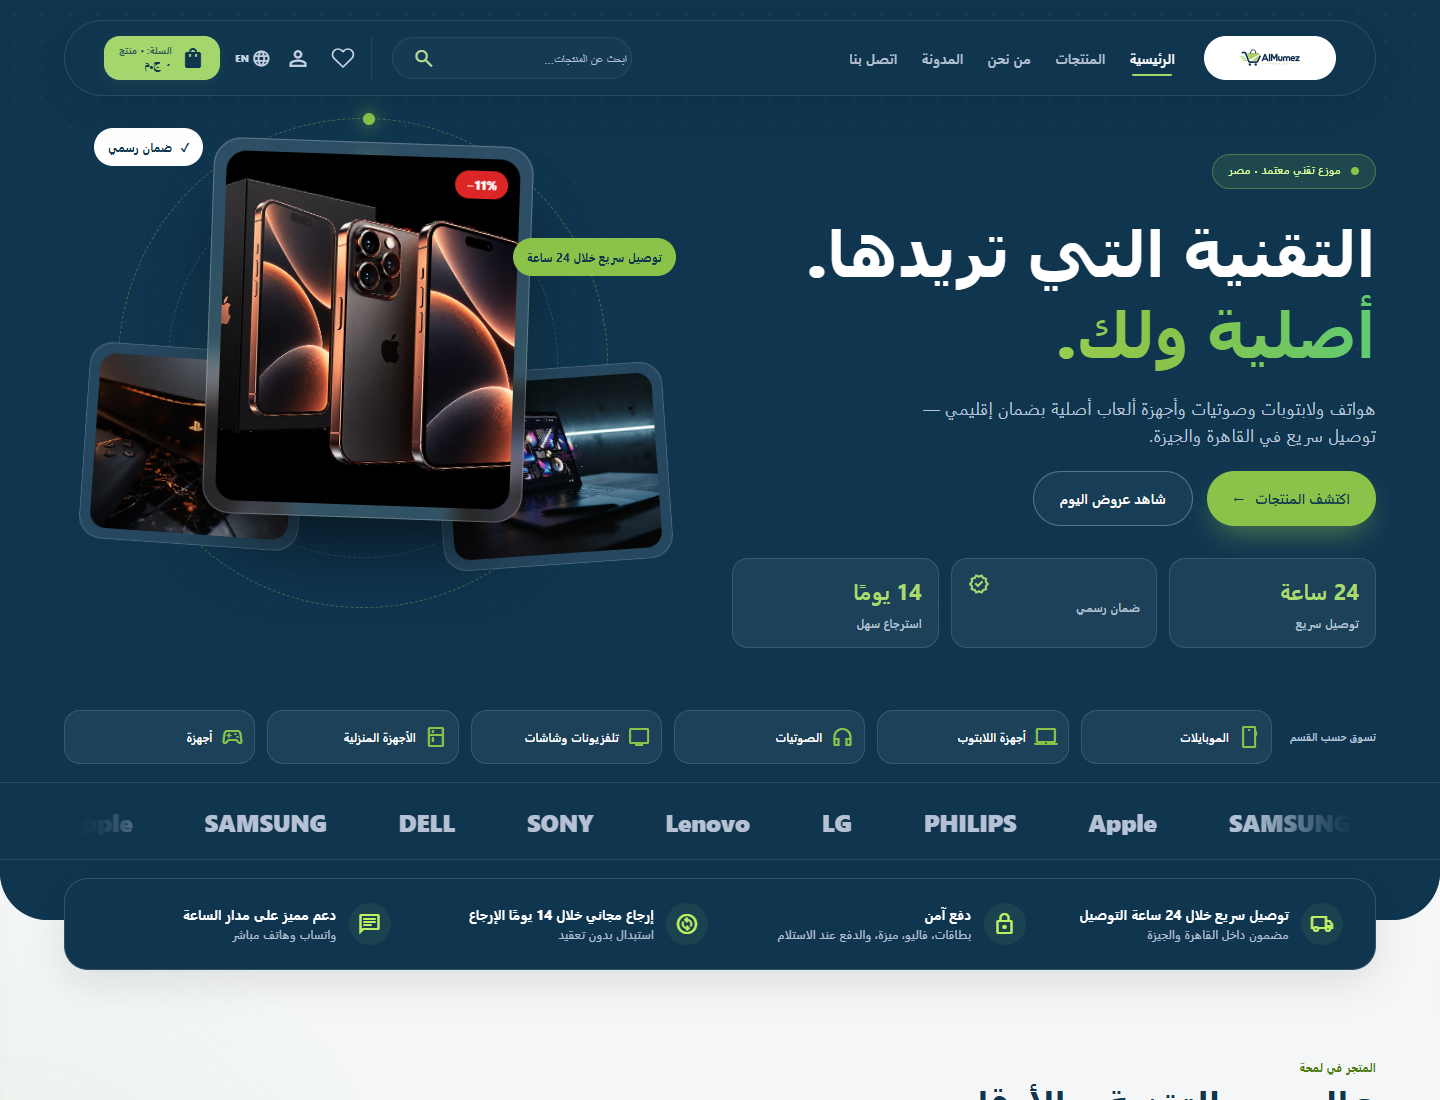 AlMumez
الرئيسية
المنتجات
من نحن
المدونة
اتصل بنا
ابحث عن المنتجات...
EN
السلة: ٠ منتج
٠ ج.م
موزع تقني معتمد · مصر
التقنية التي تريدها.
أصلية ولك.
هواتف ولابتوبات وصوتيات وأجهزة ألعاب أصلية بضمان إقليمي —
توصيل سريع في القاهرة والجيزة.
اكتشف المنتجات ←
شاهد عروض اليوم
24 ساعة
توصيل سريع
ضمان رسمي
14 يومًا
استرجاع سهل
✓ ضمان رسمي
−11%
توصيل سريع خلال 24 ساعة
تسوق حسب القسم
الموبايلات
أجهزة اللابتوب
الصوتيات
تلفزيونات وشاشات
الأجهزة المنزلية
أجهزة
pple
SAMSUNG
DELL
SONY
Lenovo
LG
PHILIPS
Apple
SAMSUNG
توصيل سريع خلال 24 ساعة التوصيل
مضمون داخل القاهرة والجيزة
دفع آمن
بطاقات، فاليو، ميزة، والدفع عند الاستلام
إرجاع مجاني خلال 14 يومًا الإرجاع
استبدال بدون تعقيد
دعم مميز على مدار الساعة
واتساب وهاتف مباشر
المتجر في لمحة